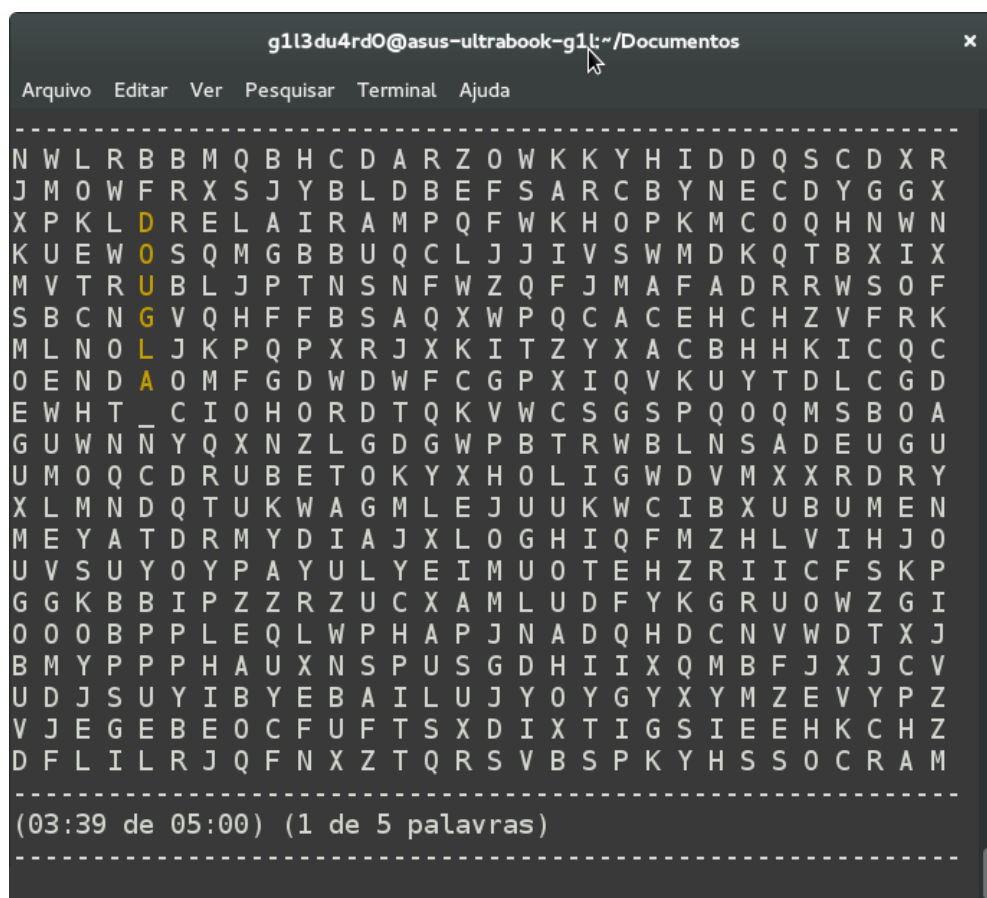 g1l3du4rdO@asus-ultrabook-g1l:~/Documentos ×
Arquivo Editar Ver Pesquisar Terminal Ajuda
------------------------------------------------------------
N W L R B B M Q B H C D A R Z O W K K Y H I D D Q S C D X R
J M O W F R X S J Y B L D B E F S A R C B Y N E C D Y G G X
X P K L D R E L A I R A M P Q F W K H O P K M C O Q H N W N
K U E W O S Q M G B B U Q C L J J I V S W M D K Q T B X I X
M V T R U B L J P T N S N F W Z Q F J M A F A D R R W S O F
S B C N G V Q H F F B S A Q X W P Q C A C E H C H Z V F R K
M L N O L J K P Q P X R J X K I T Z Y X A C B H H K I C Q C
O E N D A O M F G D W D W F C G P X I Q V K U Y T D L C G D
E W H T _ C I O H O R D T Q K V W C S G S P Q O Q M S B O A
G U W N N Y Q X N Z L G D G W P B T R W B L N S A D E U G U
U M O Q C D R U B E T O K Y X H O L I G W D V M X X R D R Y
X L M N D Q T U K W A G M L E J U U K W C I B X U B U M E N
M E Y A T D R M Y D I A J X L O G H I Q F M Z H L V I H J O
U V S U Y O Y P A Y U L Y E I M U O T E H Z R I I C F S K P
G G K B B I P Z Z R Z U C X A M L U D F Y K G R U O W Z G I
O O O B P P L E Q L W P H A P J N A D Q H D C N V W D T X J
B M Y P P P H A U X N S P U S G D H I I X Q M B F J X J C V
U D J S U Y I B Y E B A I L U J Y O Y G Y X Y M Z E V Y P Z
V J E G E B E O C F U F T S X D I X T I G S I E E H K C H Z
D F L I L R J Q F N X Z T Q R S V B S P K Y H S S O C R A M
------------------------------------------------------------
(03:39 de 05:00) (1 de 5 palavras)
------------------------------------------------------------